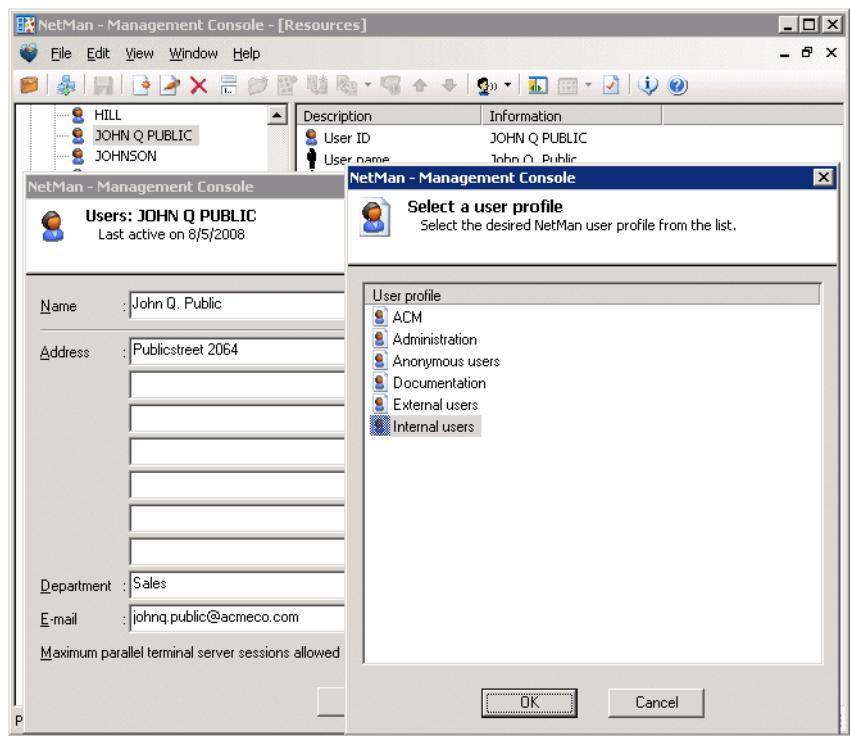 NetMan - Management Console - [Resources]
File Edit View Window Help
HILL
JOHN Q PUBLIC
JOHNSON
Description Information
User ID JOHN Q PUBLIC
User name John Q. Public
NetMan - Management Console
Users: JOHN Q PUBLIC
Last active on 8/5/2008
Name : John Q. Public
Address : Publicstreet 2064
Department : Sales
E-mail : johnq.public@acmeco.com
Maximum parallel terminal server sessions allowed
P
NetMan - Management Console
Select a user profile
Select the desired NetMan user profile from the list.
User profile
ACM
Administration
Anonymous users
Documentation
External users
Internal users
OK Cancel